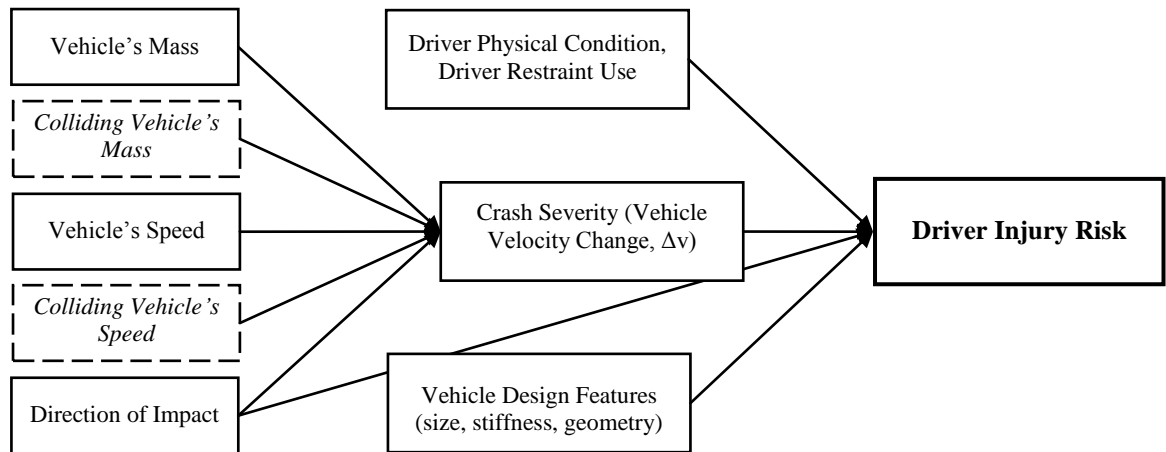 Vehicle’s Mass
Colliding Vehicle’s
Mass
Vehicle’s Speed
Colliding Vehicle’s
Speed
Direction of Impact
Driver Physical Condition,
Driver Restraint Use
Crash Severity (Vehicle
Velocity Change, Δv)
Vehicle Design Features
(size, stiffness, geometry)
Driver Injury Risk